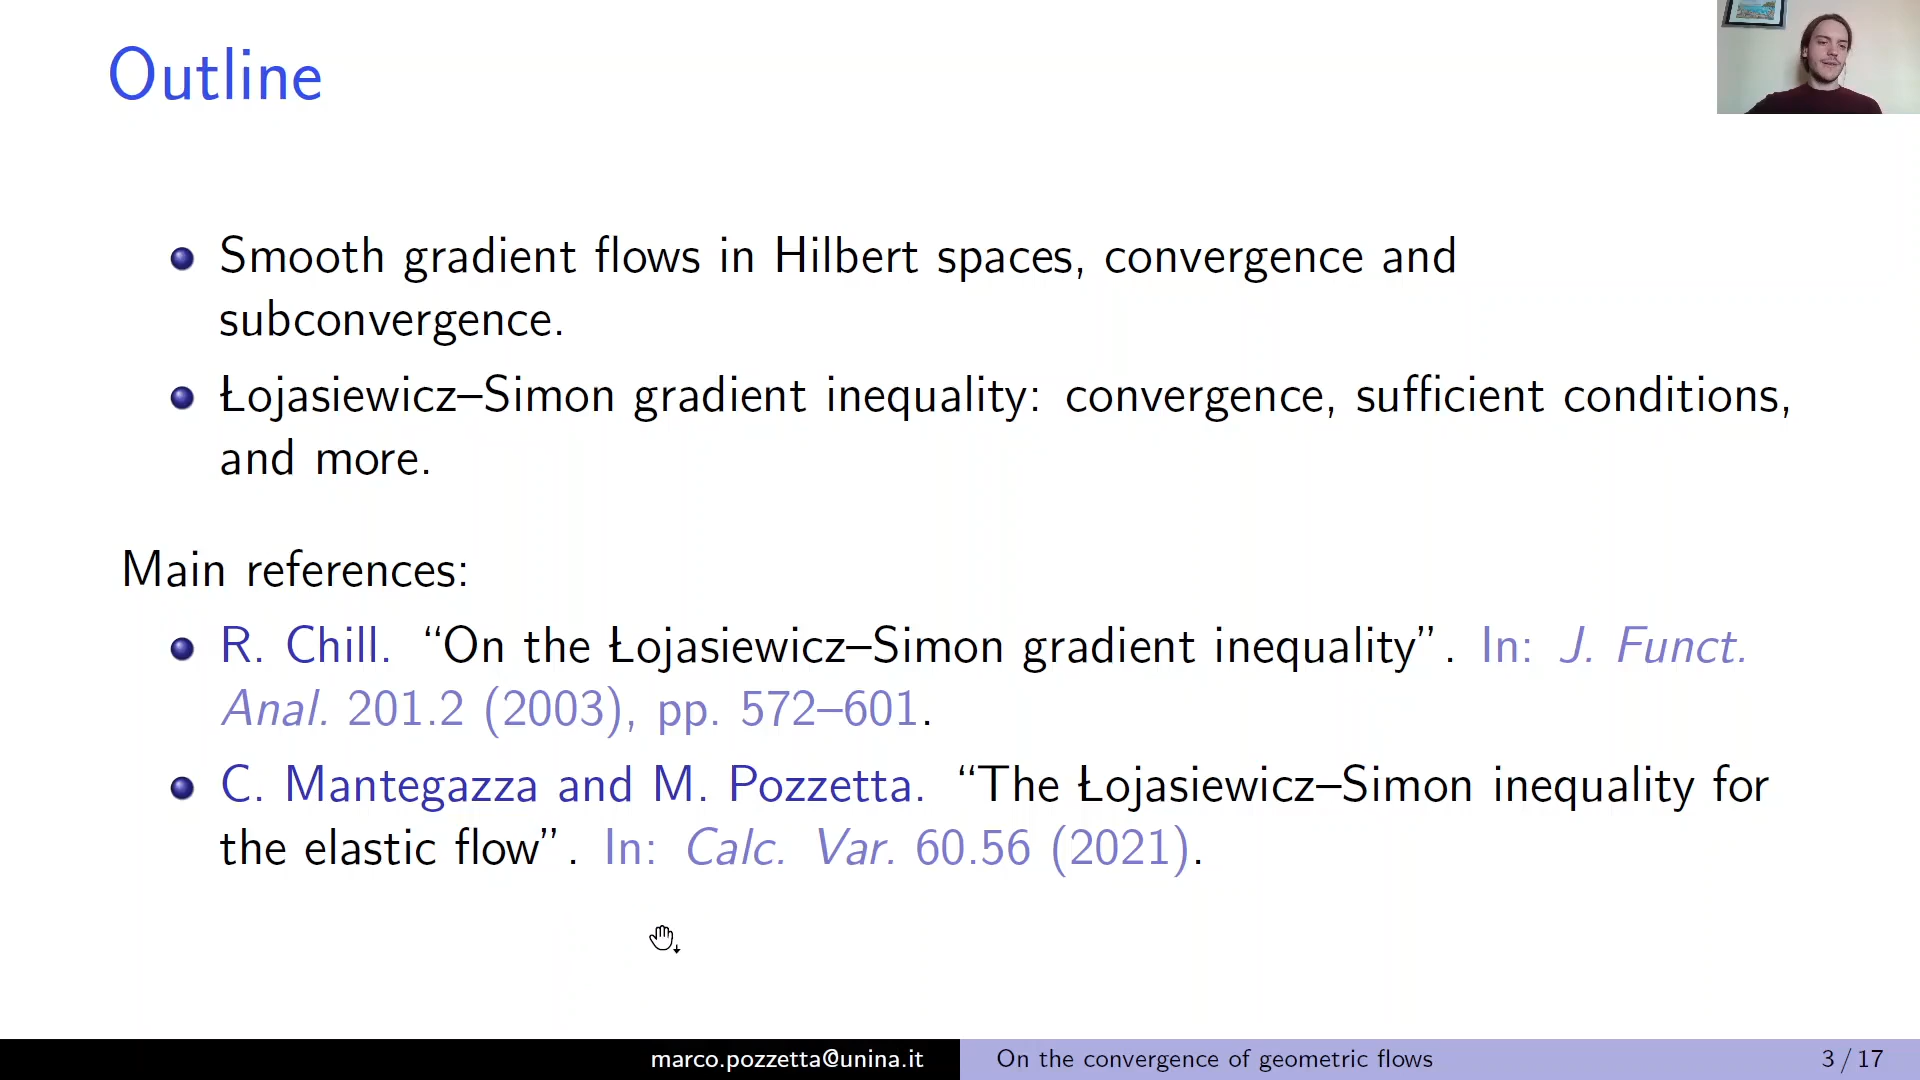 Outline
Smooth gradient flows in Hilbert spaces, convergence and
subconvergence.
Łojasiewicz–Simon gradient inequality: convergence, sufficient conditions,
and more.
Main references:
R. Chill. “On the Łojasiewicz–Simon gradient inequality”. In: J. Funct.
Anal. 201.2 (2003), pp. 572–601.
C. Mantegazza and M. Pozzetta. “The Łojasiewicz–Simon inequality for
the elastic flow”. In: Calc. Var. 60.56 (2021).
marco.pozzetta@unina.it On the convergence of geometric flows 3 / 17